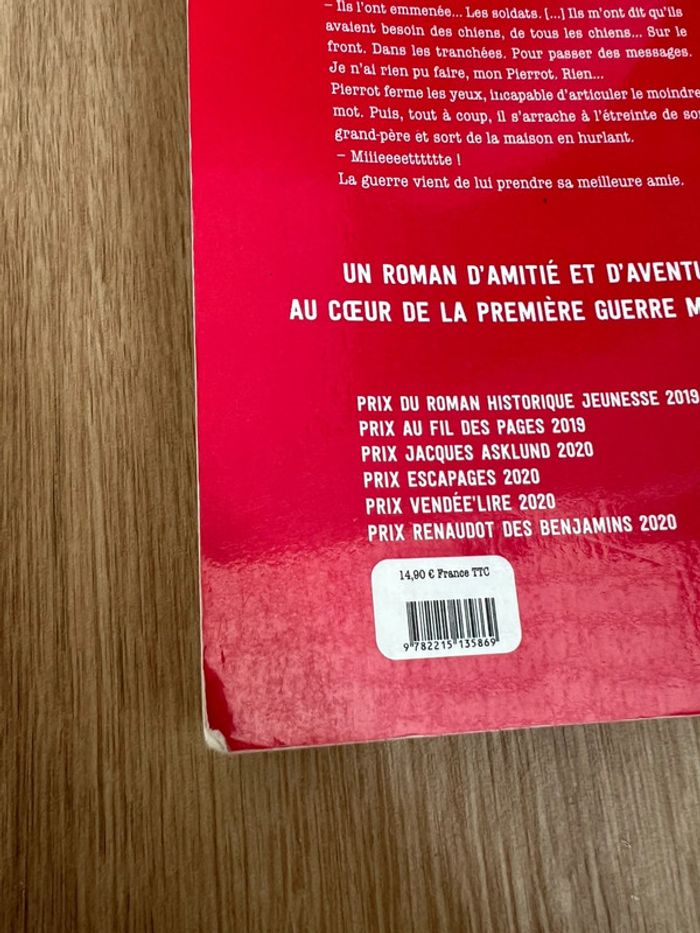 – Ils l'ont emmenée... Les soldats. [...] Ils m'ont dit qu'ils
avaient besoin des chiens, de tous les chiens... Sur le
front. Dans les tranchées. Pour passer des messages.
Je n'ai rien pu faire, mon Pierrot. Rien...
Pierrot ferme les yeux, incapable d'articuler le moindre
mot. Puis, tout à coup, il s'arrache à l'étreinte de so
grand-père et sort de la maison en hurlant.
– Miiieeeettttttte !
La guerre vient de lui prendre sa meilleure amie.
UN ROMAN D'AMITIÉ ET D'AVENTU
AU CŒUR DE LA PREMIÈRE GUERRE M
PRIX DU ROMAN HISTORIQUE JEUNESSE 2019
PRIX AU FIL DES PAGES 2019
PRIX JACQUES ASKLUND 2020
PRIX ESCAPAGES 2020
PRIX VENDÉE'LIRE 2020
PRIX RENAUDOT DES BENJAMINS 2020
14,90 € France TTC
9 782215 135869